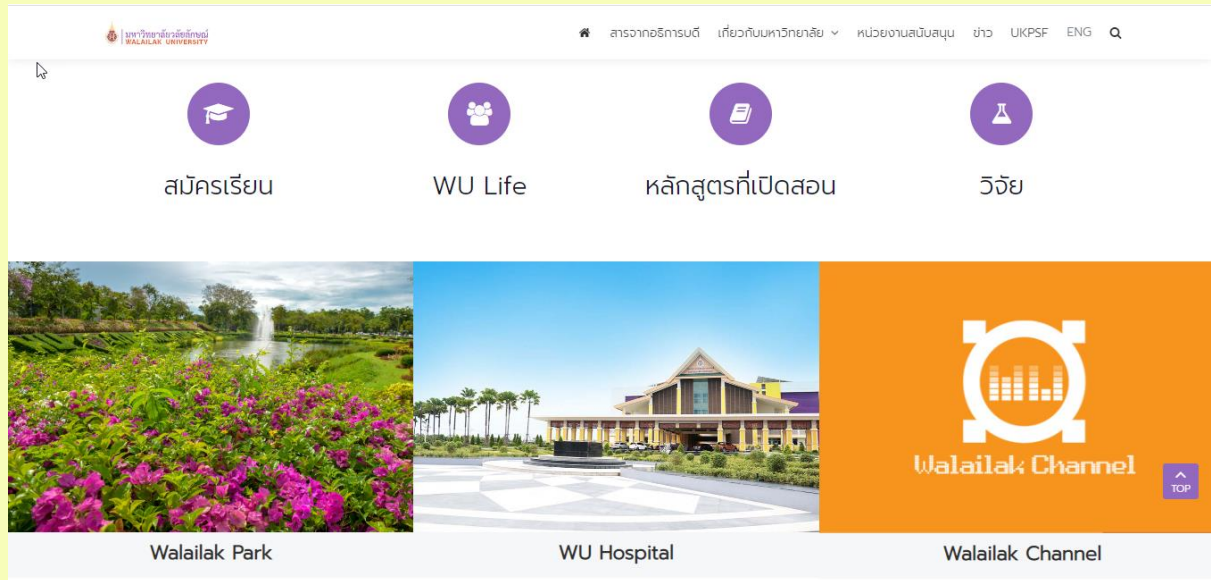 มหาวิทยาลัยวลัยลักษณ์
WALAILAK UNIVERSITY
สารจากอธิการบดี เกี่ยวกับมหาวิทยาลัย หน่วยงานสนับสนุน ข่าว UKPSF ENG
สมัครเรียน WU Life หลักสูตรที่เปิดสอน วิจัย
Walailak Channel
TOP
Walailak Park WU Hospital Walailak Channel